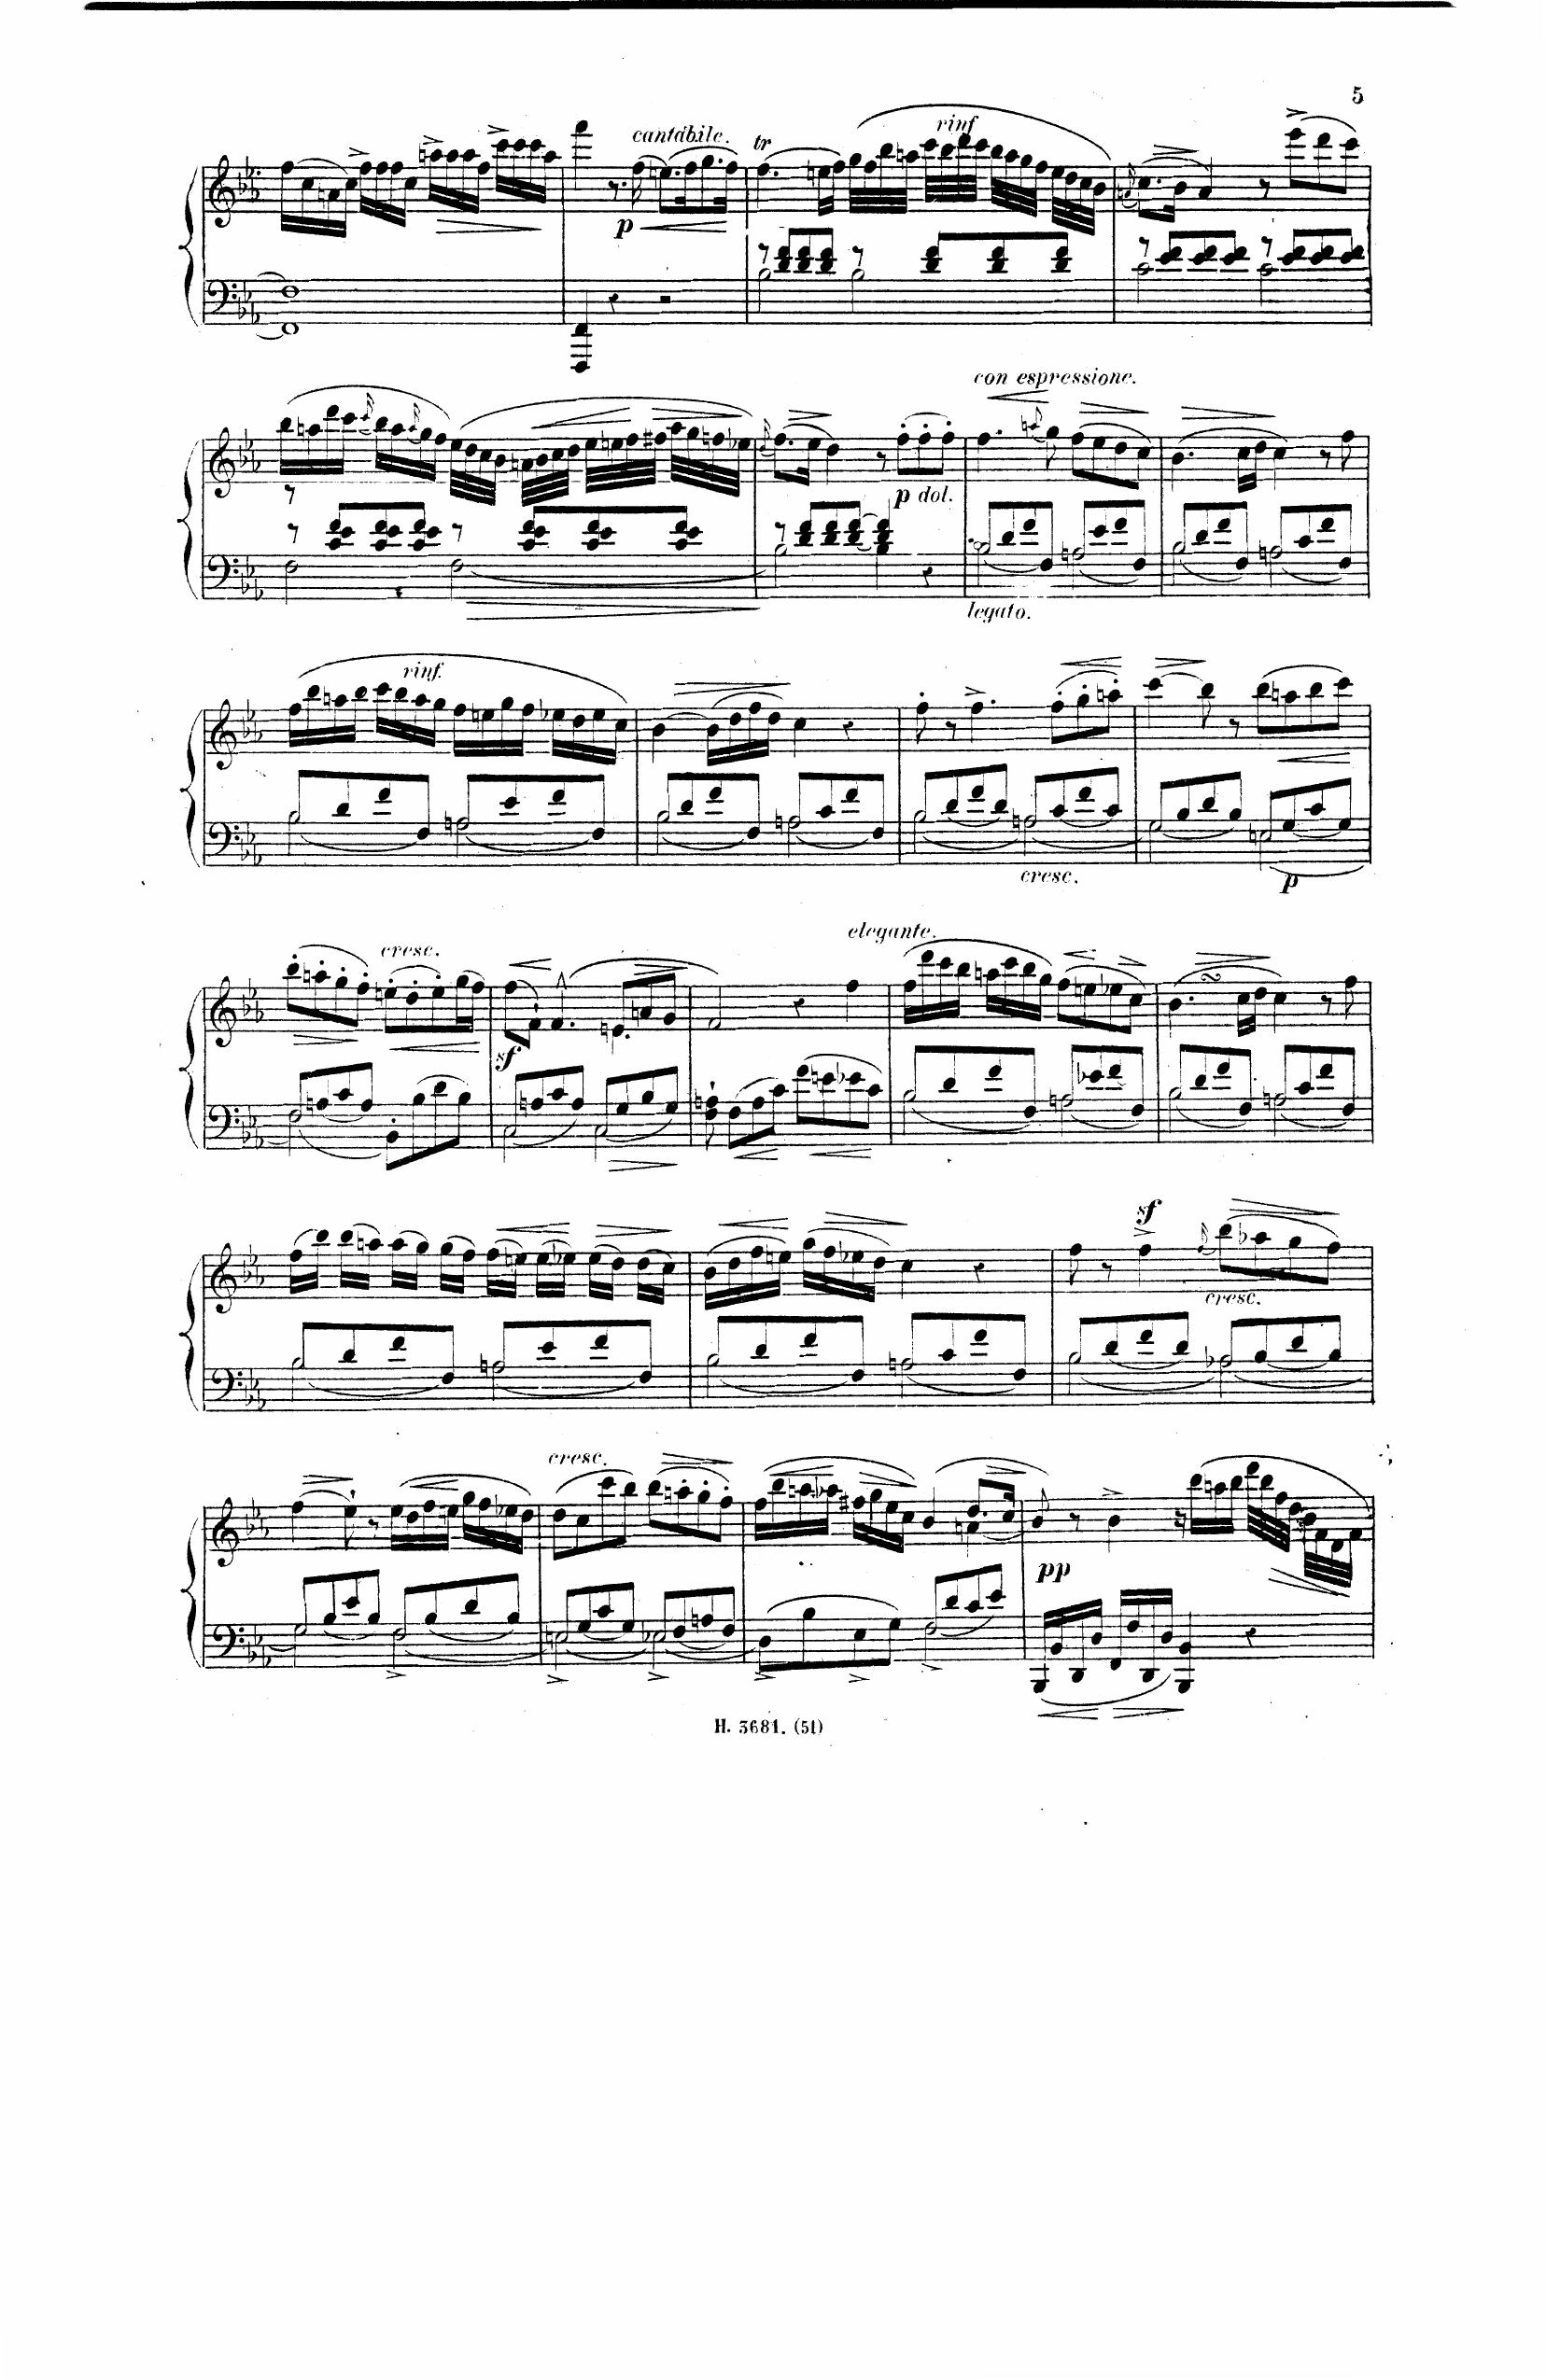 5
cantabile.
tr
rinf
p
con espressione.
p dol.
legato.
rinf.
cresc.
p
cresc.
elegante.
sf
sf
cresc.
cresc.
pp
H. 3681. (51)